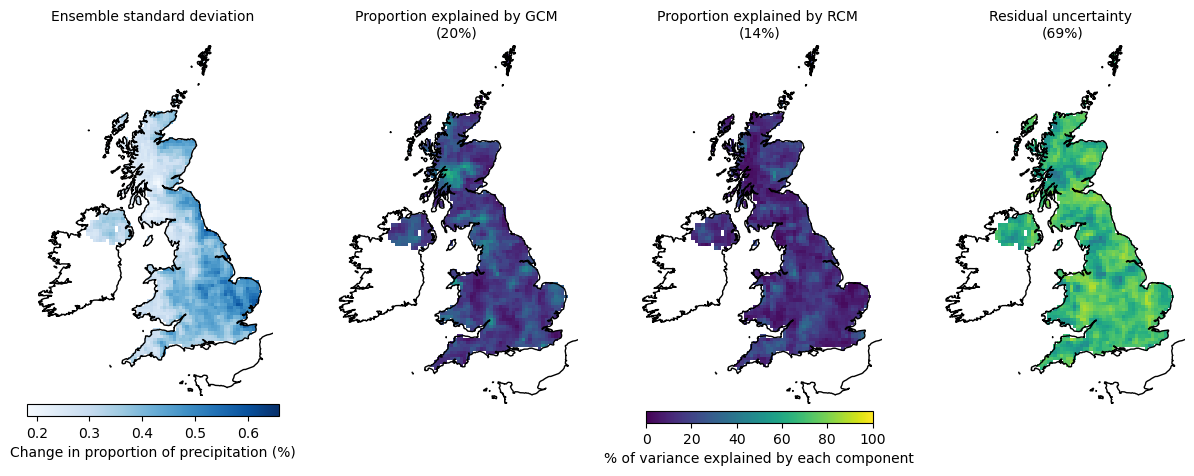 Ensemble standard deviation
Proportion explained by GCM
(20%)
Proportion explained by RCM
(14%)
Residual uncertainty
(69%)
0.2 0.3 0.4 0.5 0.6
Change in proportion of precipitation (%)
0 20 40 60 80 100
% of variance explained by each component